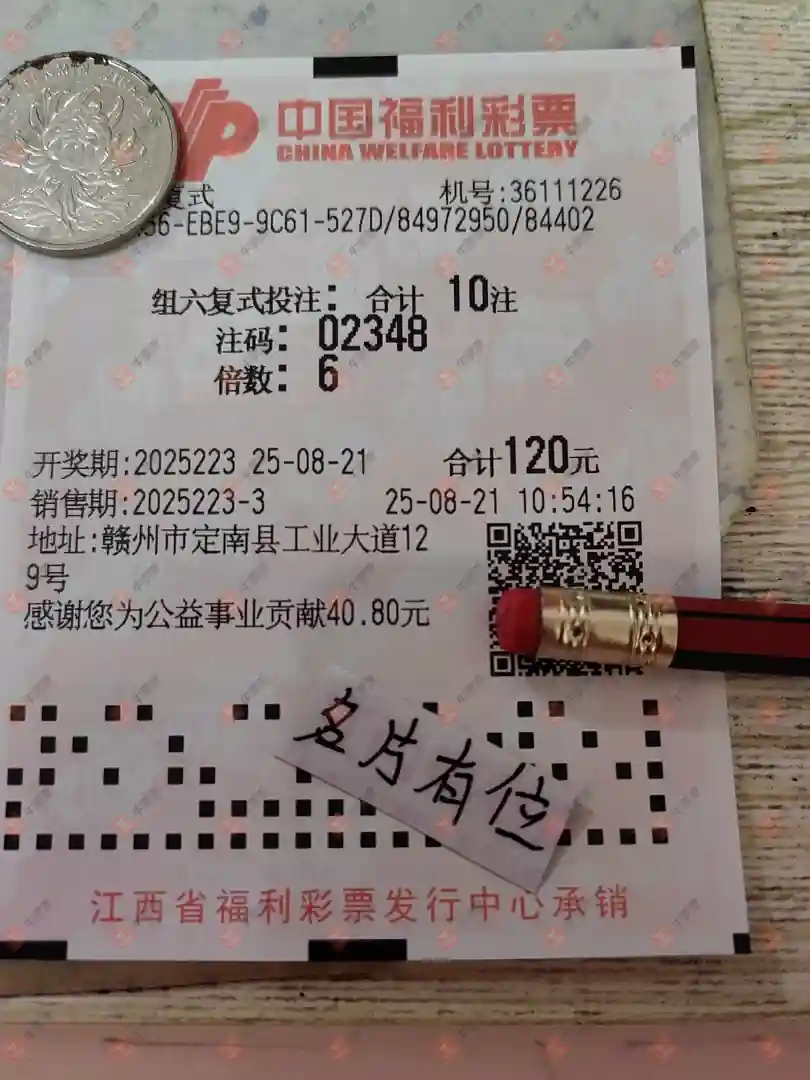 中国福利彩票
CHINA WELFARE LOTTERY
复式 机号:36111226
56-EBE9-9C61-527D/84972950/84402
组六复式投注: 合计 10注
注码: 02348
倍数: 6
开奖期:2025223 25-08-21 合计120元
销售期:2025223-3 25-08-21 10:54:16
地址:赣州市定南县工业大道12
9号
感谢您为公益事业贡献40.80元
名片有位
江西省福利彩票发行中心承销